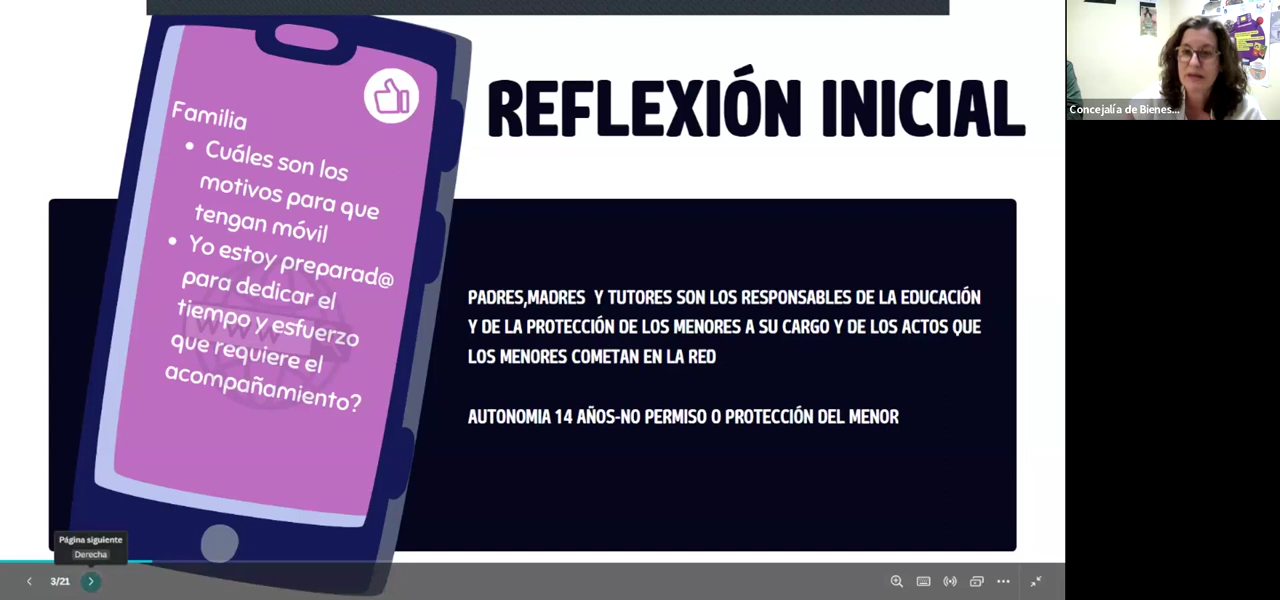 REFLEXIÓN INICIAL
Familia
Cuáles son los
motivos para que
tengan móvil
Yo estoy preparad@
para dedicar el
tiempo y esfuerzo
que requiere el
acompañamiento?
PADRES,MADRES Y TUTORES SON LOS RESPONSABLES DE LA EDUCACIÓN
Y DE LA PROTECCIÓN DE LOS MENORES A SU CARGO Y DE LOS ACTOS QUE
LOS MENORES COMETAN EN LA RED
AUTONOMIA 14 AÑOS-NO PERMISO O PROTECCIÓN DEL MENOR
Página siguiente
Derecha
3/21
Concejalía de Bienes...